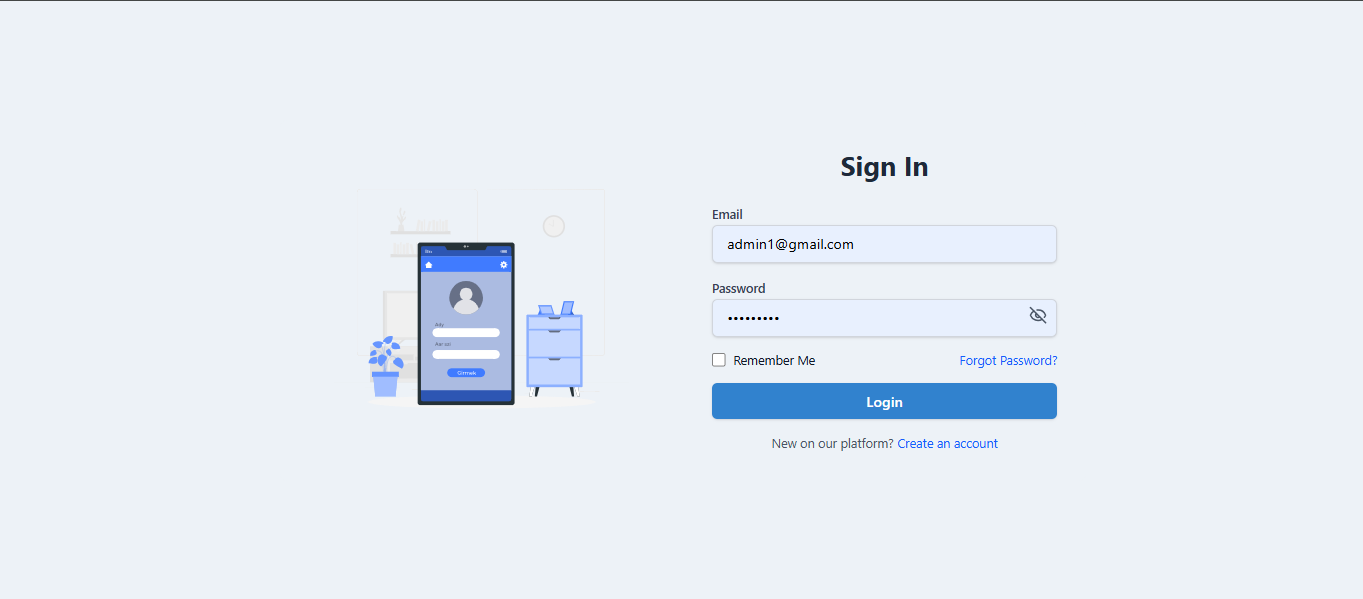 Sign In
Email
admin1@gmail.com
Password
•••••••••
Remember Me
Forgot Password?
Login
New on our platform? Create an account
Girmek